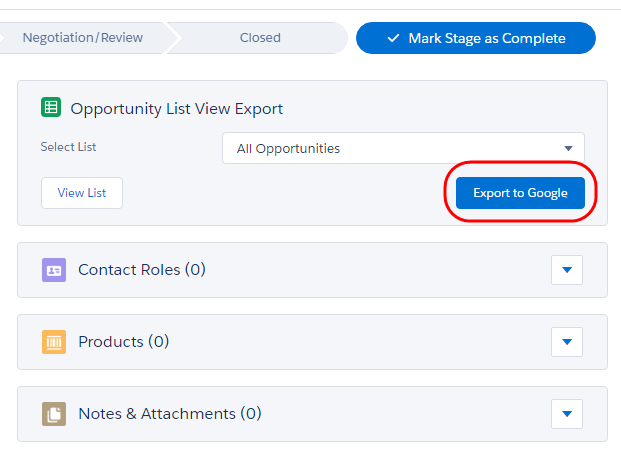 Negotiation/Review
Closed
Mark Stage as Complete
Opportunity List View Export
Select List
All Opportunities
View List
Export to Google
Contact Roles (0)
Products (0)
Notes & Attachments (0)